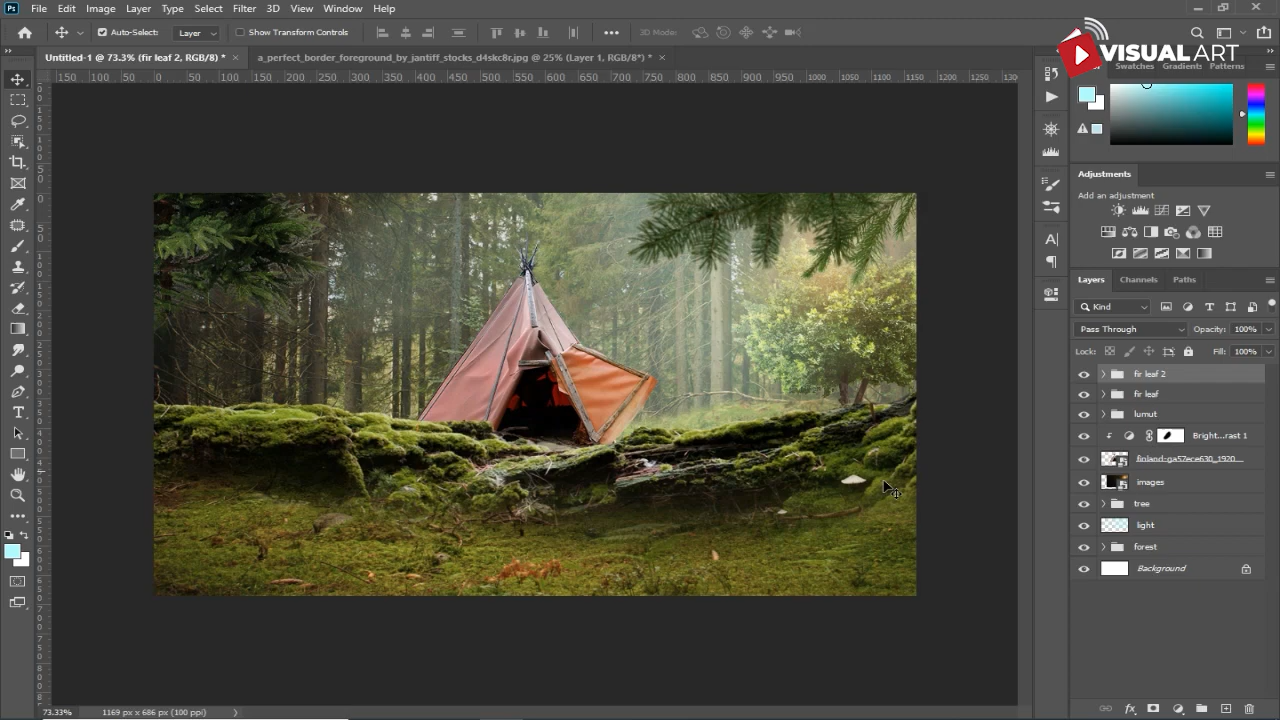 Ps File Edit Image Layer Type Select Filter 3D View Window Help
Auto-Select: Layer Show Transform Controls 3D Mode:
VISUAL ART
Untitled-1 @ 73.3% (fir leaf 2, RGB/8) * a_perfect_border_foreground_by_jantiff_stocks_d4skc8r.jpg @ 25% (Layer 1, RGB/8*) *
Swatches Gradients Patterns
150 100 50 0 50 100 150 200 250 300 350 400 450 500 550 600 650 700 750 800 850 900 950 1000 1050 1100 1150 1200 1250 1300
Adjustments
Add an adjustment
Layers Channels Paths
Kind
Pass Through Opacity: 100%
Lock: Fill: 100%
fir leaf 2
fir leaf
lumut
Bright...rast 1
finland-ga57ece630_1920...
images
tree
light
forest
Background
73.33% 1169 px x 686 px (100 ppi)